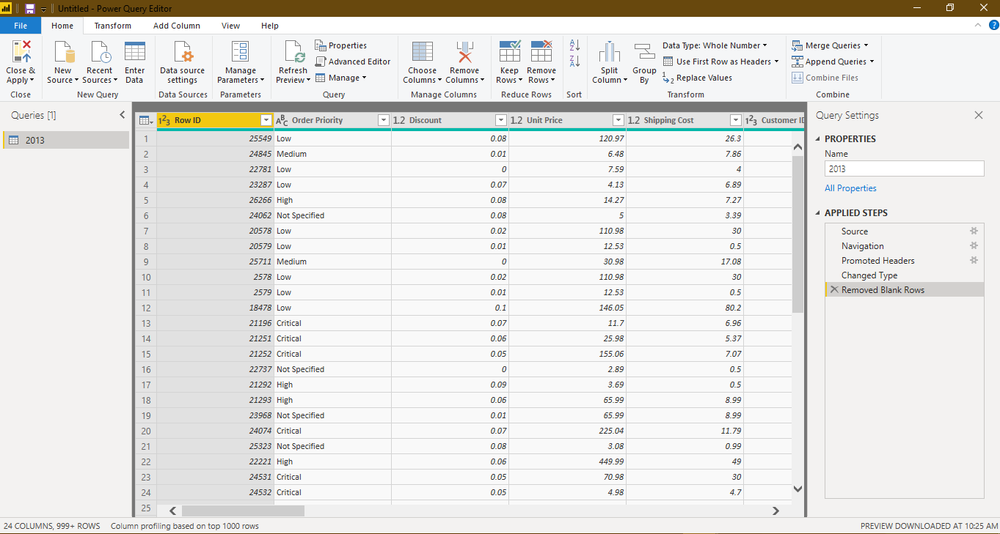 Untitled - Power Query Editor
File Home Transform Add Column View Help
Close & Apply
New Source
Recent Sources
Enter Data
Data source settings
Manage Parameters
Refresh Preview
Properties
Advanced Editor
Manage
Choose Columns
Remove Columns
Keep Rows
Remove Rows
Split Column
Group By
Data Type: Whole Number
Use First Row as Headers
Replace Values
Merge Queries
Append Queries
Combine Files
Close New Query Data Sources Parameters Query Manage Columns Reduce Rows Sort Transform Combine
Queries [1]
2013
Row ID Order Priority 1.2 Discount 1.2 Unit Price 1.2 Shipping Cost Customer ID
1 25549 Low 0.08 120.97 26.3
2 24845 Medium 0.01 6.48 7.86
3 22781 Low 0 7.59 4
4 23287 Low 0.07 4.13 6.89
5 26266 High 0.08 14.27 7.27
6 24062 Not Specified 0.08 5 3.39
7 20578 Low 0.02 110.98 30
8 20579 Low 0.01 12.53 0.5
9 25711 Medium 0 30.98 17.08
10 2578 Low 0.02 110.98 30
11 2579 Low 0.01 12.53 0.5
12 18478 Low 0.1 146.05 80.2
13 21196 Critical 0.07 11.7 6.96
14 21251 Critical 0.06 25.98 5.37
15 21252 Critical 0.05 155.06 7.07
16 22737 Not Specified 0 2.89 0.5
17 21292 High 0.09 3.69 0.5
18 21293 High 0.06 65.99 8.99
19 23968 Not Specified 0.01 65.99 8.99
20 24074 Critical 0.07 225.04 11.79
21 25323 Not Specified 0.08 3.08 0.99
22 22221 High 0.06 449.99 49
23 24531 Critical 0.05 70.98 30
24 24532 Critical 0.05 4.98 4.7
25
Query Settings
PROPERTIES
Name
2013
All Properties
APPLIED STEPS
Source
Navigation
Promoted Headers
Changed Type
Removed Blank Rows
24 COLUMNS, 999+ ROWS Column profiling based on top 1000 rows PREVIEW DOWNLOADED AT 10:25 AM